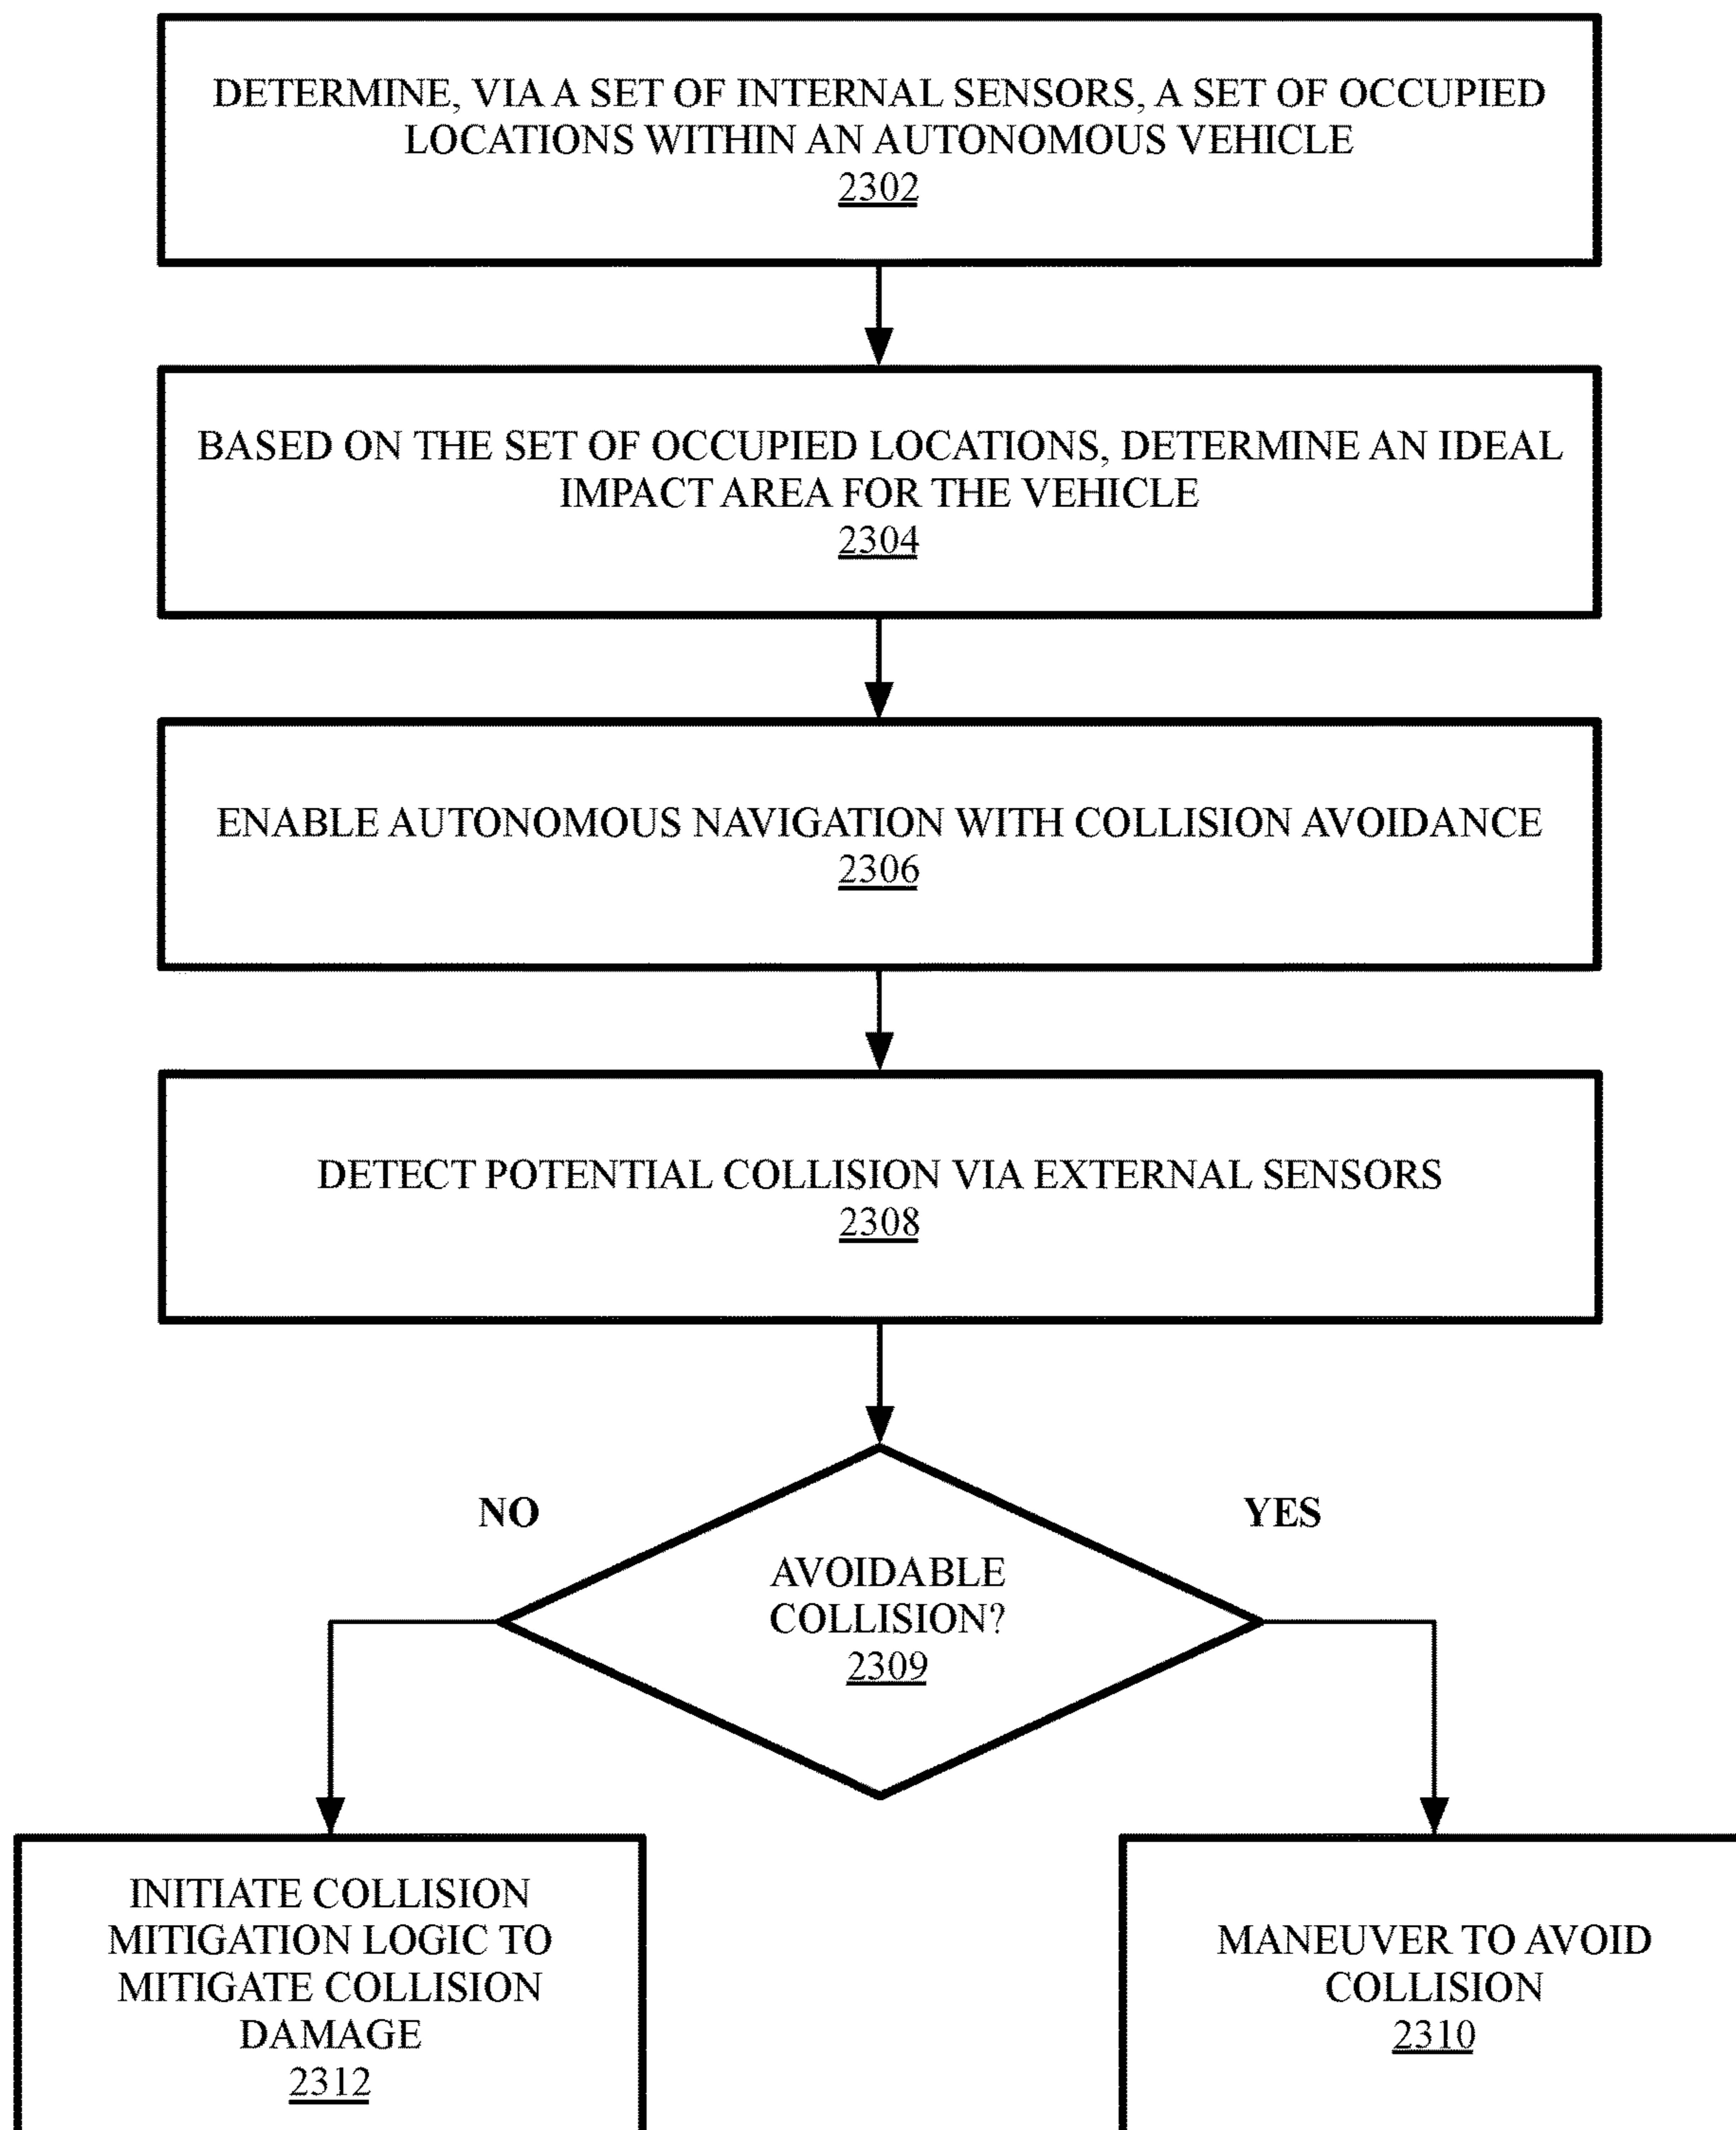 DETERMINE, VIA A SET OF INTERNAL SENSORS, A SET OF OCCUPIED
LOCATIONS WITHIN AN AUTONOMOUS VEHICLE
2302
BASED ON THE SET OF OCCUPIED LOCATIONS, DETERMINE AN IDEAL
IMPACT AREA FOR THE VEHICLE
2304
ENABLE AUTONOMOUS NAVIGATION WITH COLLISION AVOIDANCE
2306
DETECT POTENTIAL COLLISION VIA EXTERNAL SENSORS
2308
NO
YES
AVOIDABLE
COLLISION?
2309
INITIATE COLLISION
MITIGATION LOGIC TO
MITIGATE COLLISION
DAMAGE
2312
MANEUVER TO AVOID
COLLISION
2310